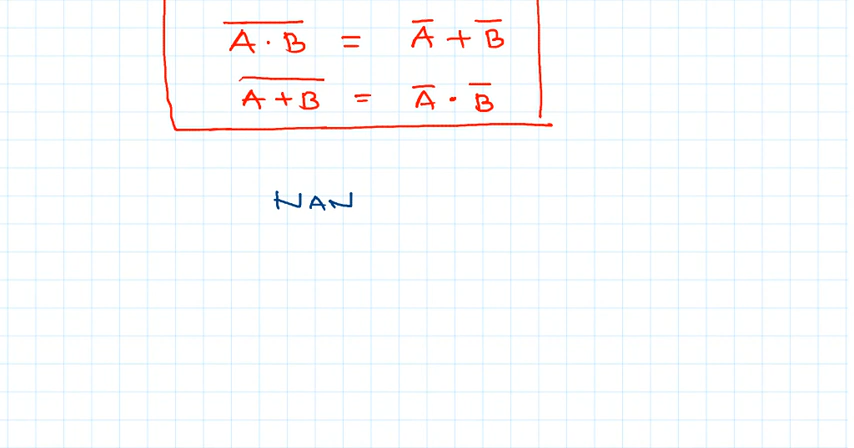 A̅ ̅·̅ ̅B̅ = A̅ + B̅
A̅ ̅+̅ ̅B̅ = A̅ · B̅
NAN